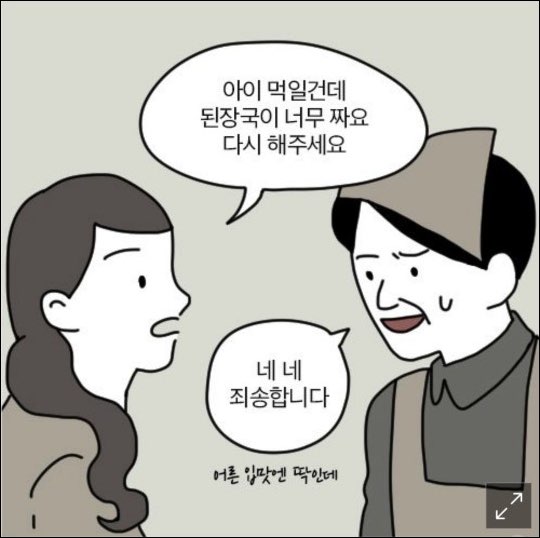 아이 먹일건데
된장국이 너무 짜요
다시 해주세요
네 네
죄송합니다
어른 입맛엔 딱인데